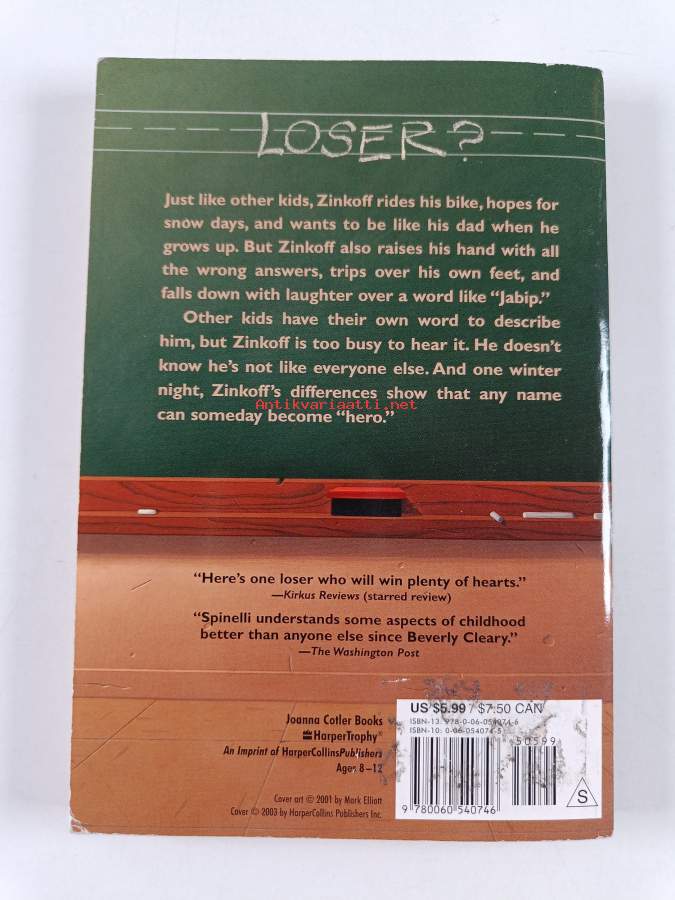 LOSER?
Just like other kids, Zinkoff rides his bike, hopes for
snow days, and wants to be like his dad when he
grows up. But Zinkoff also raises his hand with all
the wrong answers, trips over his own feet, and
falls down with laughter over a word like “Jabip.”
Other kids have their own word to describe
him, but Zinkoff is too busy to hear it. He doesn’t
know he’s not like everyone else. And one winter
night, Zinkoff’s differences show that any name
Antikvariaatti.net
can someday become “hero.”
“Here’s one loser who will win plenty of hearts.”
—Kirkus Reviews (starred review)
“Spinelli understands some aspects of childhood
better than anyone else since Beverly Cleary.”
—The Washington Post
US $5.99 / $7.50 CAN
ISBN-13: 978-0-06-054074-6
ISBN-10: 0-06-054074-5
50599
9 780060 540746
S
Joanna Cotler Books
HarperTrophy®
An Imprint of HarperCollinsPublishers
Ages 8–12
Cover art © 2001 by Mark Elliott
Cover © 2003 by HarperCollins Publishers Inc.